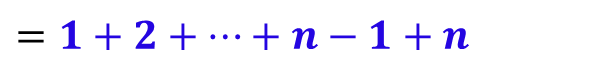 = 1 + 2 + ⋯ + n − 1 + n